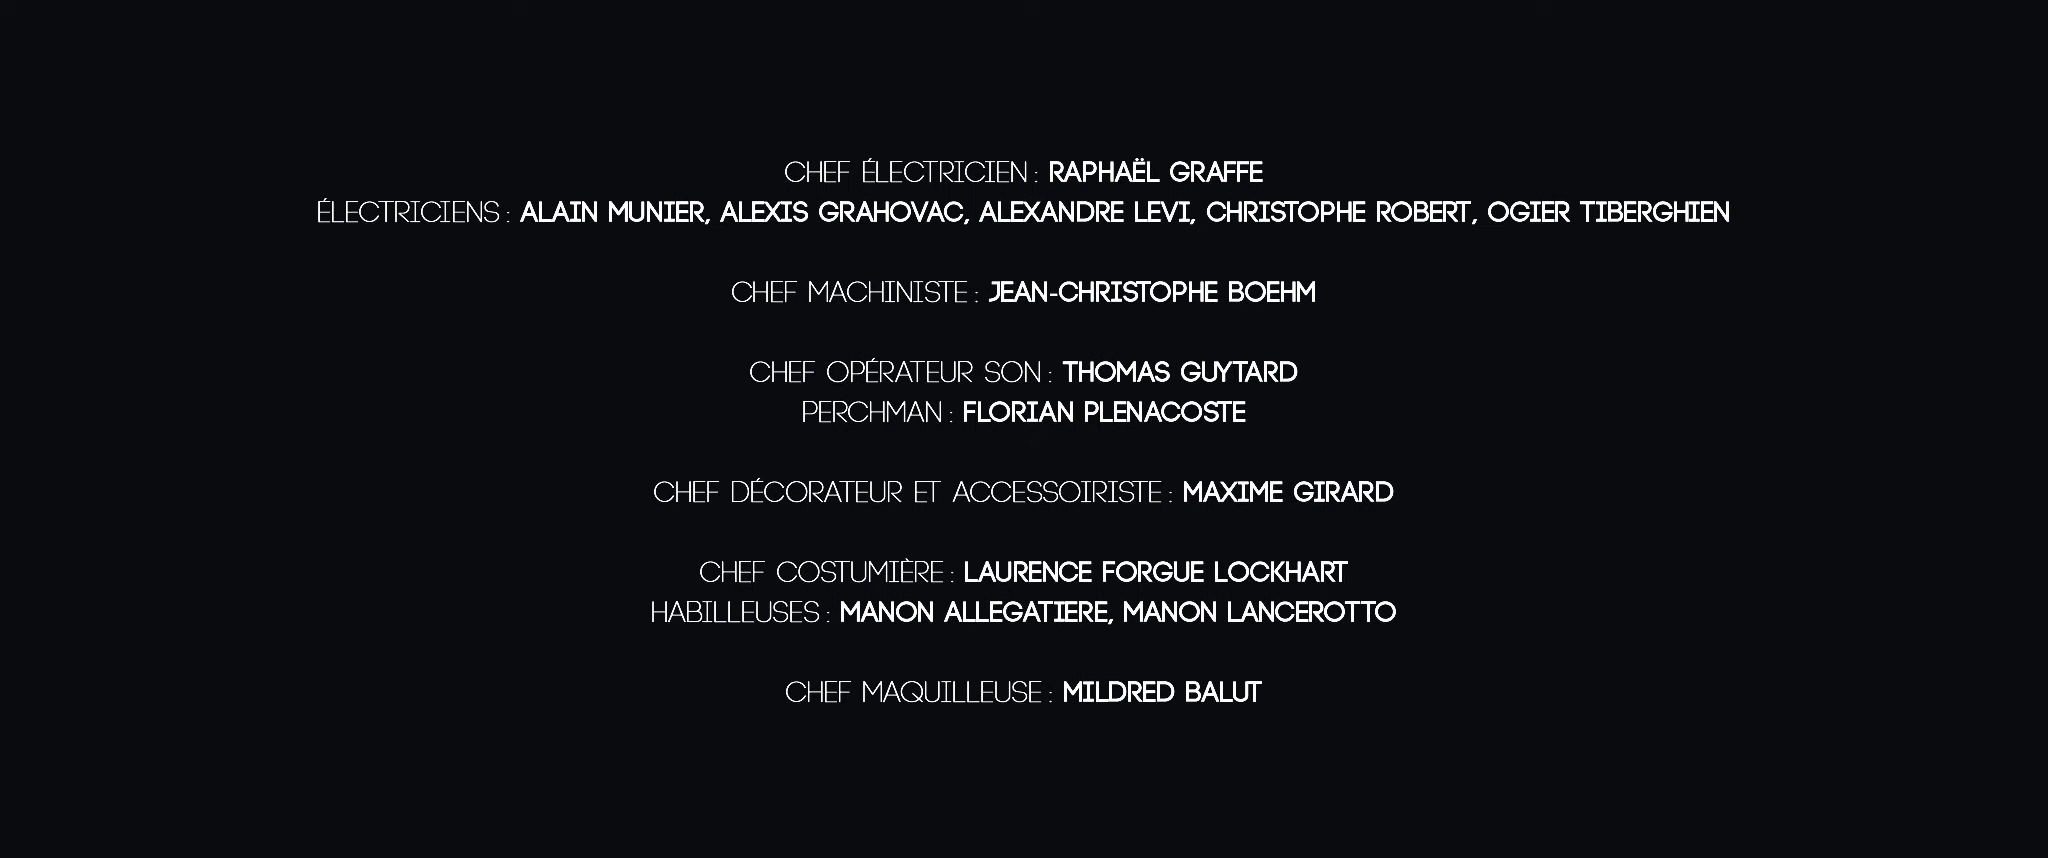 CHEF ÉLECTRICIEN : RAPHAËL GRAFFE
ÉLECTRICIENS : ALAIN MUNIER, ALEXIS GRAHOVAC, ALEXANDRE LEVI, CHRISTOPHE ROBERT, OGIER TIBERGHIEN
CHEF MACHINISTE : JEAN-CHRISTOPHE BOEHM
CHEF OPÉRATEUR SON : THOMAS GUYTARD
PERCHMAN : FLORIAN PLENACOSTE
CHEF DÉCORATEUR ET ACCESSOIRISTE : MAXIME GIRARD
CHEF COSTUMIÈRE : LAURENCE FORGUE LOCKHART
HABILLEUSES : MANON ALLEGATIERE, MANON LANCEROTTO
CHEF MAQUILLEUSE : MILDRED BALUT